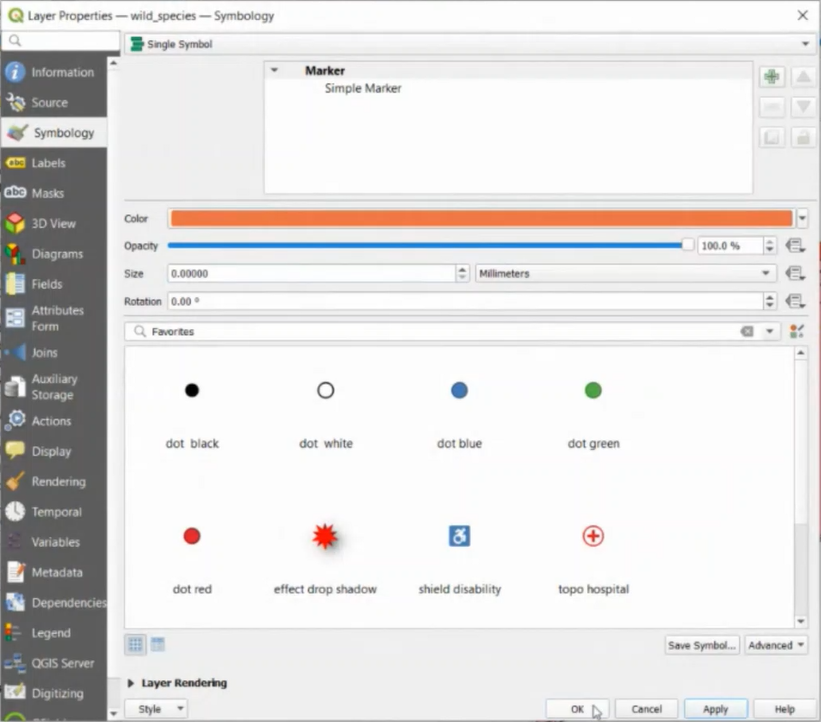 Layer Properties — wild_species — Symbology
Single Symbol
Information
Source
Symbology
Labels
Masks
3D View
Diagrams
Fields
Attributes
Form
Joins
Auxiliary
Storage
Actions
Display
Rendering
Temporal
Variables
Metadata
Dependencies
Legend
QGIS Server
Digitizing
Marker
Simple Marker
Color
Opacity 100.0 %
Size 0.00000 Millimeters
Rotation 0.00 °
Favorites
dot black dot white dot blue dot green
dot red effect drop shadow shield disability topo hospital
Save Symbol... Advanced
Layer Rendering
Style OK Cancel Apply Help